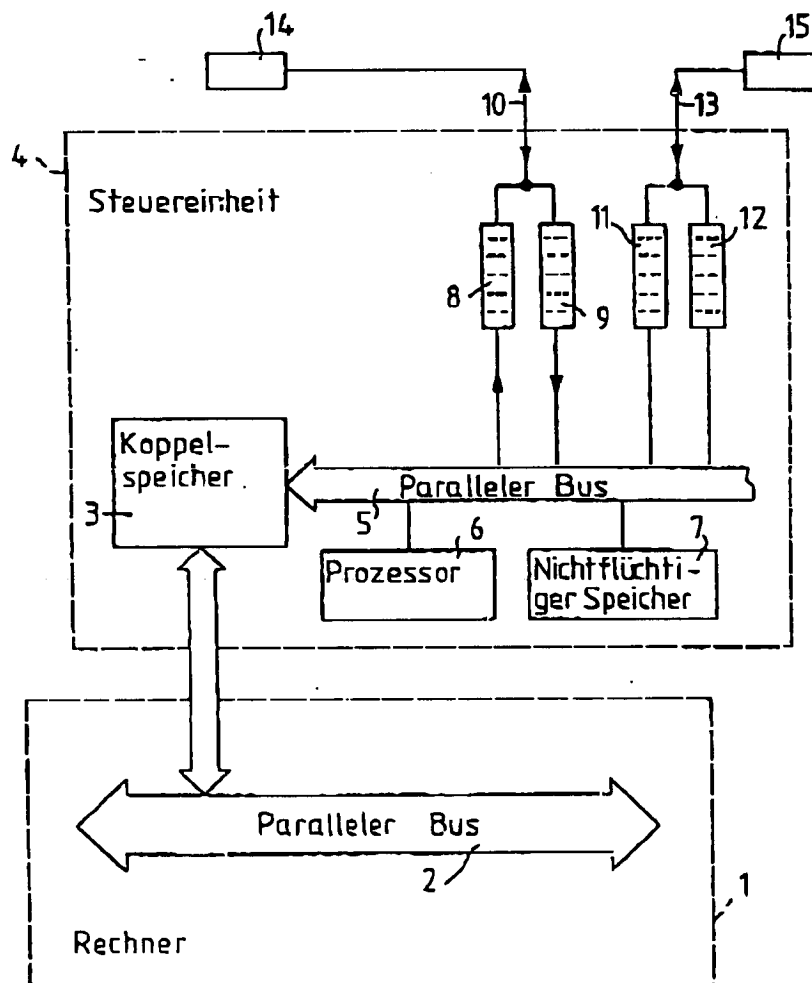 14
15
10
13
4
Steuereinheit
11
12
8
9
Koppel-
speicher
3
Paralleler Bus
5
6
7
Prozessor
Nichtflüchti-
ger Speicher
Paralleler Bus
2
1
Rechner